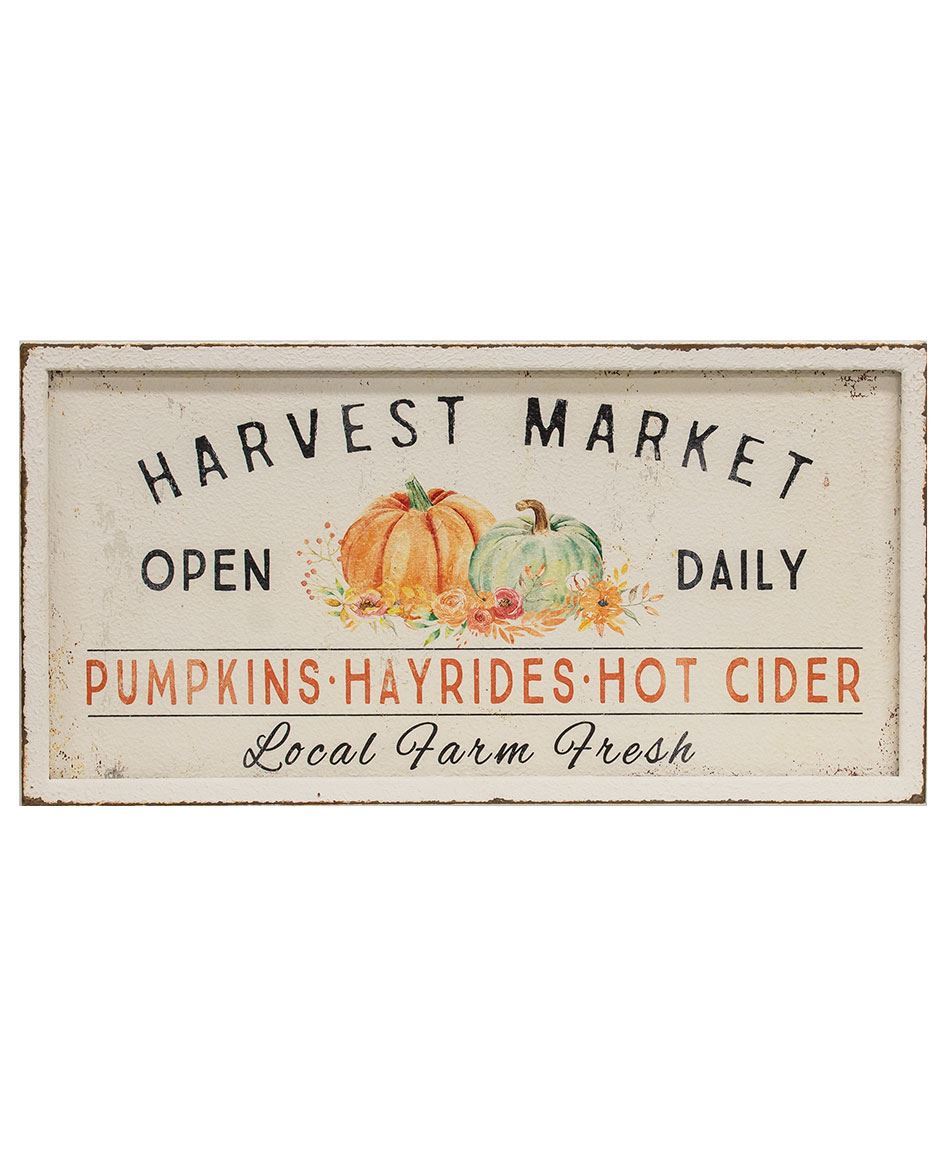 HARVEST MARKET
OPEN DAILY
PUMPKINS·HAYRIDES·HOT CIDER
Local Farm Fresh